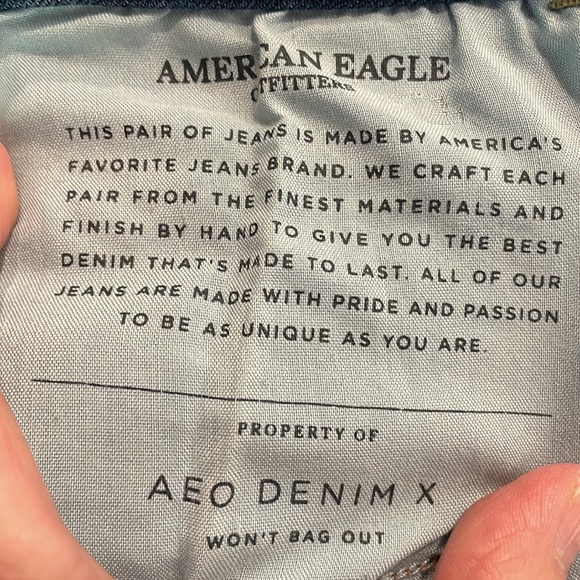 AMERICAN EAGLE
OUTFITTERS
THIS PAIR OF JEANS IS MADE BY AMERICA'S
FAVORITE JEANS BRAND. WE CRAFT EACH
PAIR FROM THE FINEST MATERIALS AND
FINISH BY HAND TO GIVE YOU THE BEST
DENIM THAT'S MADE TO LAST. ALL OF OUR
JEANS ARE MADE WITH PRIDE AND PASSION
TO BE AS UNIQUE AS YOU ARE.
PROPERTY OF
AEO DENIM X
WON'T BAG OUT